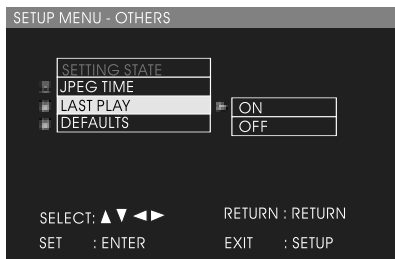 SETUP MENU - OTHERS
SETTING STATE
JPEG TIME
LAST PLAY
ON
DEFAULTS
OFF
SELECT: ▲▼◄► RETURN : RETURN
SET : ENTER EXIT : SETUP